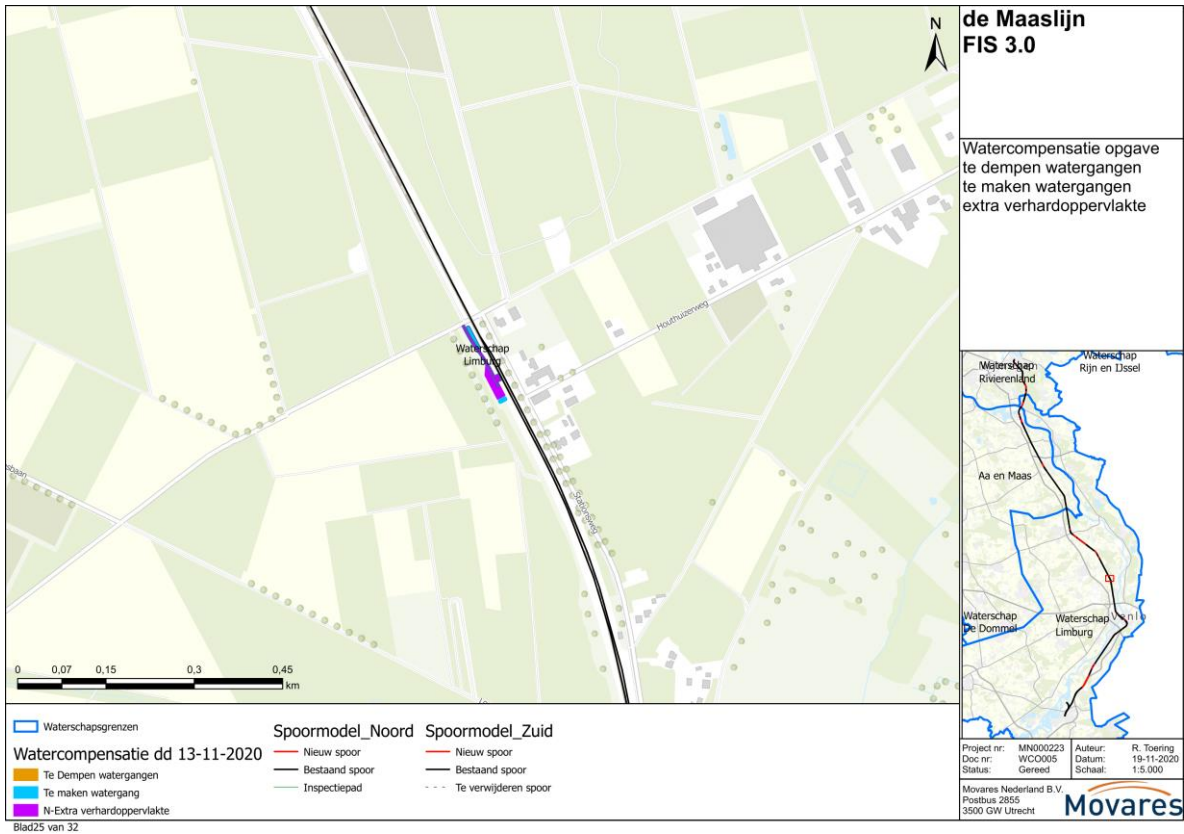 de Maaslijn
FIS 3.0
N
Watercompensatie opgave
te dempen watergangen
te maken watergangen
extra verhardoppervlakte
Houthuizerweg
Waterschap
Limburg
Stationsweg
0 0,07 0,15 0,3 0,45
km
Waterschap
Rivierenland
Waterschap
Rijn en IJssel
Aa en Maas
Waterschap
De Dommel
Waterschap
Limburg
Venlo
Waterschapsgrenzen
Watercompensatie dd 13-11-2020
Te Dempen watergangen
Te maken watergang
N-Extra verhardoppervlakte
Spoormodel_Noord
Nieuw spoor
Bestaand spoor
Inspectiepad
Spoormodel_Zuid
Nieuw spoor
Bestaand spoor
Te verwijderen spoor
Project nr: MN000223 Auteur: R. Toering
Doc nr: WCO005 Datum: 19-11-2020
Status: Gereed Schaal: 1:5.000
Movares Nederland B.V.
Postbus 2855
3500 GW Utrecht
Movares
Blad25 van 32